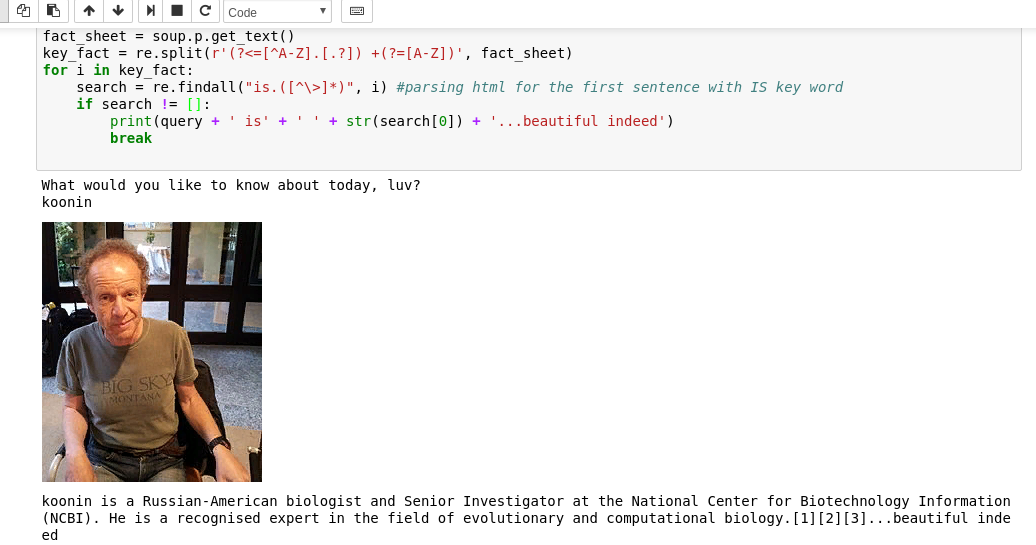 Code
fact_sheet = soup.p.get_text()
key_fact = re.split(r'(?<=[^A-Z].[.?]) +(?=[A-Z])', fact_sheet)
for i in key_fact:
    search = re.findall("is.([^\>]*)", i) #parsing html for the first sentence with IS key word
    if search != []:
        print(query + ' is' + ' ' + str(search[0]) + '...beautiful indeed')
        break
What would you like to know about today, luv?
koonin
BIG SKY
MONTANA
koonin is a Russian-American biologist and Senior Investigator at the National Center for Biotechnology Information
(NCBI). He is a recognised expert in the field of evolutionary and computational biology.[1][2][3]...beautiful inde
ed